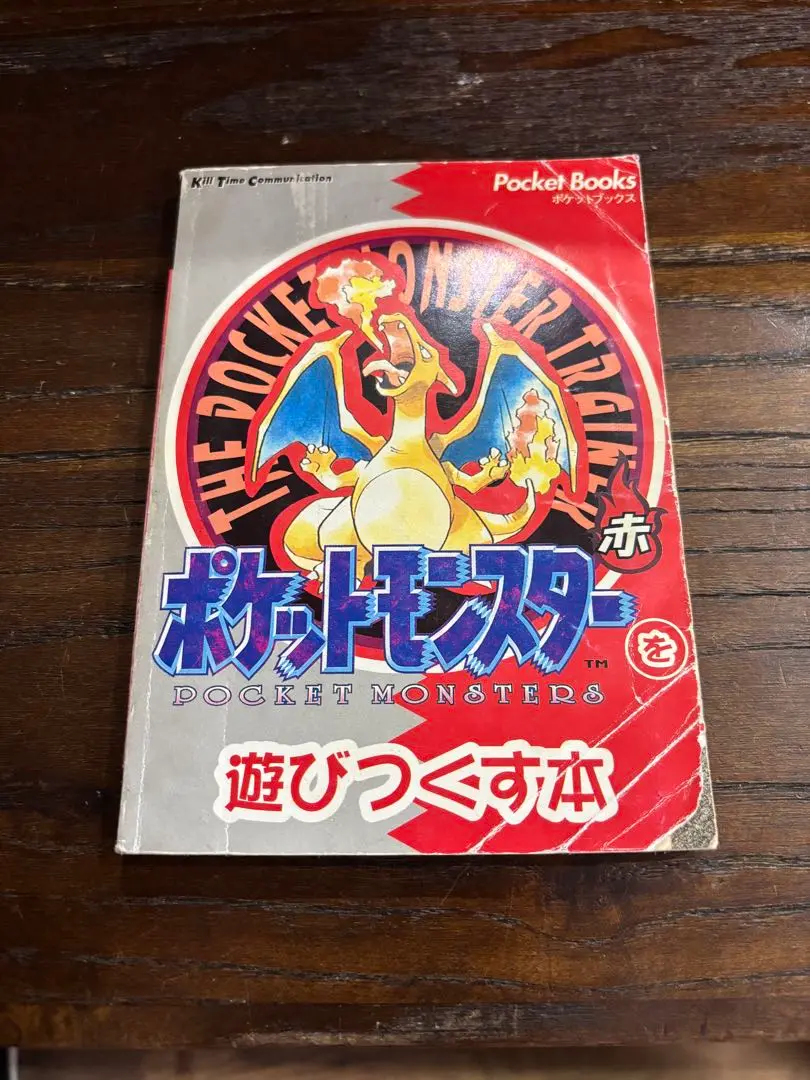 Kill Time Communication
Pocket Books
ポケットブックス
THE POCKET MONSTER TRAINER
赤
ポケットモンスター
TM
を
POCKET MONSTERS
遊びつくす本